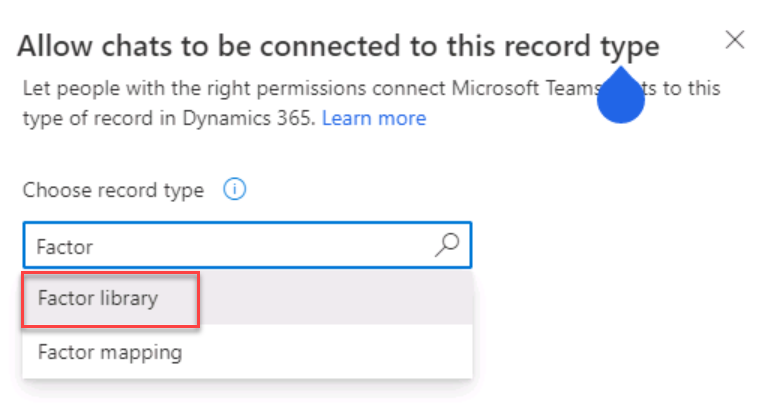 Allow chats to be connected to this record type
Let people with the right permissions connect Microsoft Teams ts to this
type of record in Dynamics 365. Learn more
Choose record type
Factor
Factor library
Factor mapping